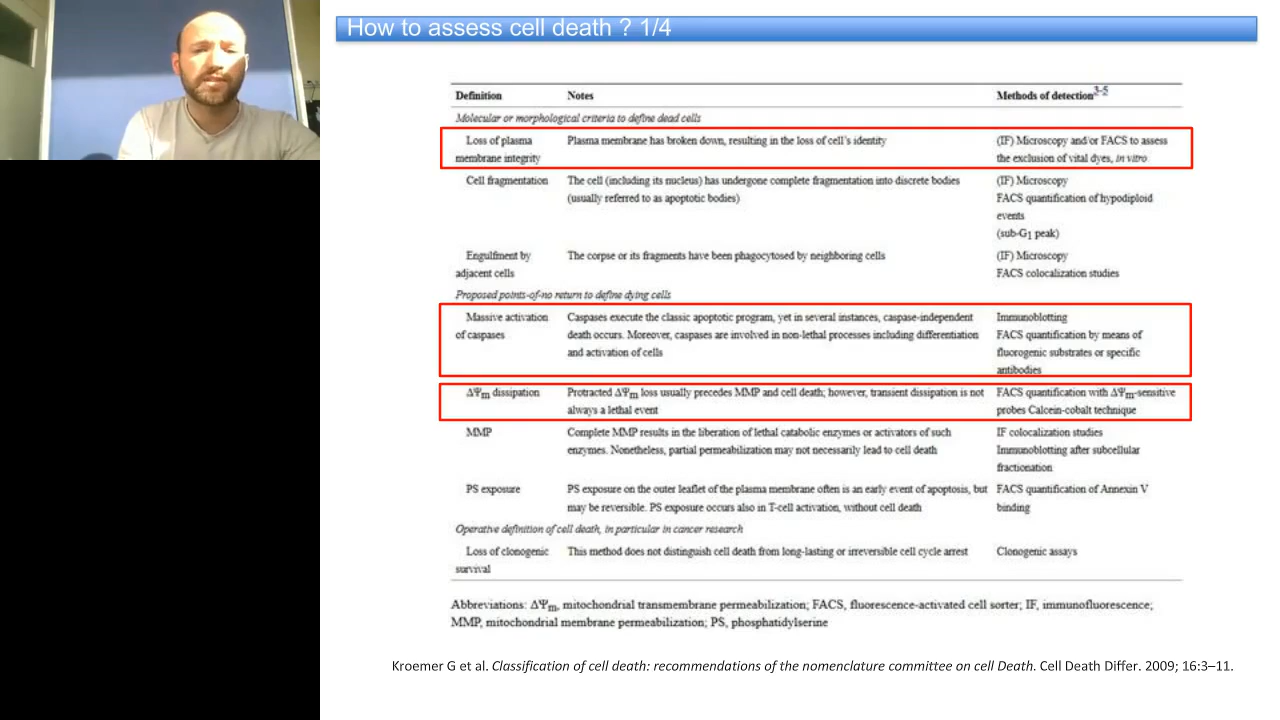 How to assess cell death ? 1/4
Definition Notes Methods of detection3-5
Molecular or morphological criteria to define dead cells
Loss of plasma Plasma membrane has broken down, resulting in the loss of cell's identity (IF) Microscopy and/or FACS to assess
membrane integrity the exclusion of vital dyes, in vitro
Cell fragmentation The cell (including its nucleus) has undergone complete fragmentation into discrete bodies (IF) Microscopy
(usually referred to as apoptotic bodies) FACS quantification of hypodiploid
events
(sub-G1 peak)
Engulfment by The corpse or its fragments have been phagocytosed by neighboring cells (IF) Microscopy
adjacent cells FACS colocalization studies
Proposed points-of-no return to define dying cells
Massive activation Caspases execute the classic apoptotic program, yet in several instances, caspase-independent Immunoblotting
of caspases death occurs. Moreover, caspases are involved in non-lethal processes including differentiation FACS quantification by means of
and activation of cells fluorogenic substrates or specific
antibodies
ΔΨm dissipation Protracted ΔΨm loss usually precedes MMP and cell death; however, transient dissipation is not FACS quantification with ΔΨm-sensitive
always a lethal event probes Calcein-cobalt technique
MMP Complete MMP results in the liberation of lethal catabolic enzymes or activators of such IF colocalization studies
enzymes. Nonetheless, partial permeabilization may not necessarily lead to cell death Immunoblotting after subcellular
fractionation
PS exposure PS exposure on the outer leaflet of the plasma membrane often is an early event of apoptosis, but FACS quantification of Annexin V
may be reversible. PS exposure occurs also in T-cell activation, without cell death binding
Operative definition of cell death, in particular in cancer research
Loss of clonogenic This method does not distinguish cell death from long-lasting or irreversible cell cycle arrest Clonogenic assays
survival
Abbreviations: ΔΨm, mitochondrial transmembrane permeabilization; FACS, fluorescence-activated cell sorter; IF, immunofluorescence;
MMP, mitochondrial membrane permeabilization; PS, phosphatidylserine
Kroemer G et al. Classification of cell death: recommendations of the nomenclature committee on cell Death. Cell Death Differ. 2009; 16:3–11.